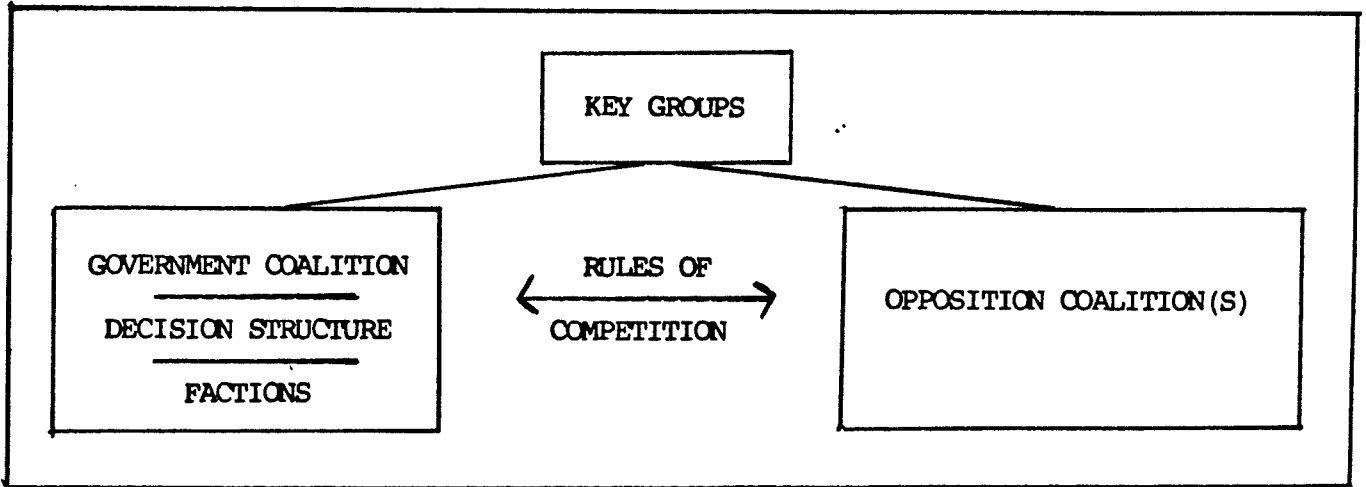 KEY GROUPS
GOVERNMENT COALITION
DECISION STRUCTURE
FACTIONS
RULES OF
COMPETITION
OPPOSITION COALITION(S)